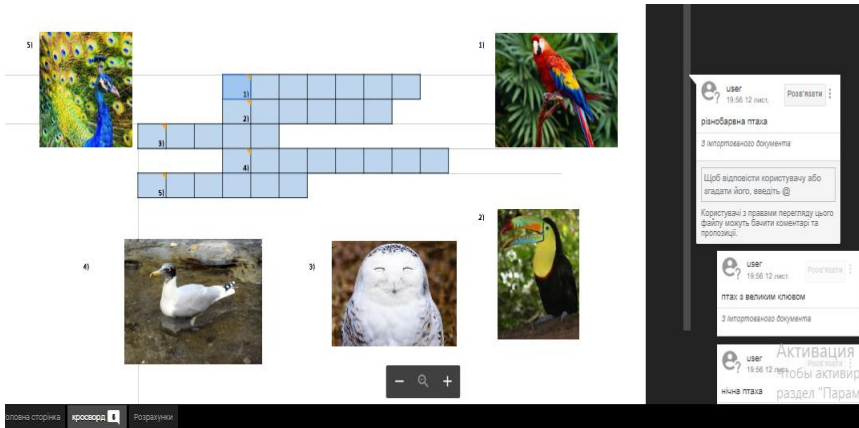 5)
1)
1)
2)
3)
4)
5)
2)
4)
3)
user
19:56 12 лист.
Розв'язати
різнобарвна птаха
З імпортованого документа
Щоб відповісти користувачу або
згадати його, введіть @
Користувачі з правами перегляду цього
файлу можуть бачити коментарі та
пропозиції.
user
19:56 12 лист.
Розв'язати
птах з великим клювом
З імпортованого документа
user
19:56 12 лист.
Розв'язати
нічна птаха
Активация
Чтобы активир
раздел "Парам
оловна сторінка
кросворд
Розрахунки